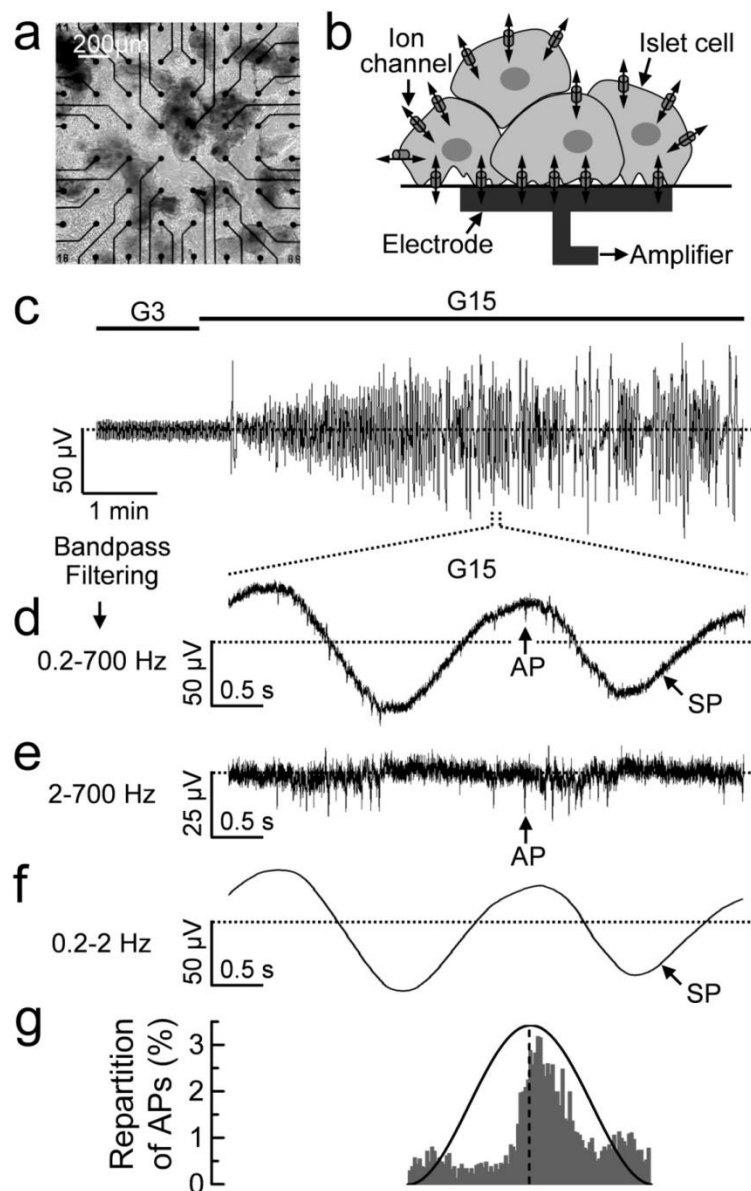 a
11
200µm
16
b
Ion
channel
Islet cell
Electrode
Amplifier
c
G3
G15
50 µV
1 min
Bandpass
Filtering
G15
d
0.2-700 Hz
50 µV
0.5 s
AP
SP
e
2-700 Hz
25 µV
0.5 s
AP
f
0.2-2 Hz
50 µV
0.5 s
SP
g
Repartition
of APs (%)
3
2
1
0